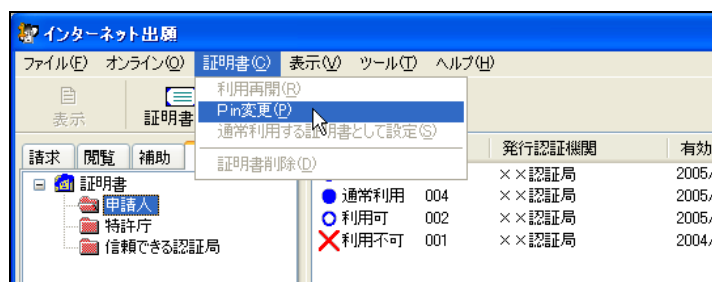 インターネット出願
ファイル(F) オンライン(O) 証明書(C) 表示(V) ツール(T) ヘルプ(H)
利用再開(R)
Pin変更(P)
通常利用する証明書として設定(S)
証明書削除(D)
表示 証明書
請求 閲覧 補助
発行認証機関 有効
証明書
申請人
特許庁
信頼できる認証局
××認証局 2005/
通常利用 004 ××認証局 2005/
利用可 002 ××認証局 2005/
利用不可 001 ××認証局 2004/